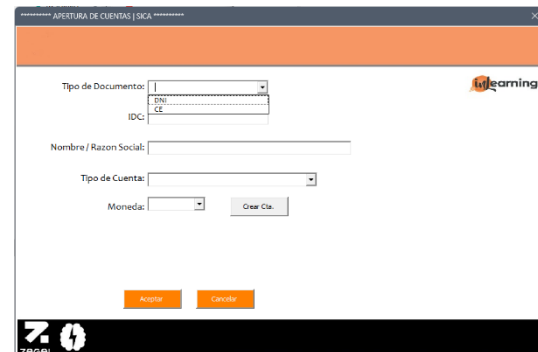 ********** APERTURA DE CUENTAS | SICA **********
Tipo de Documento:
DNI
CE
IDC:
inlearning
Nombre / Razon Social:
Tipo de Cuenta:
Moneda:
Crear Cta.
Aceptar
Cancelar
zegel